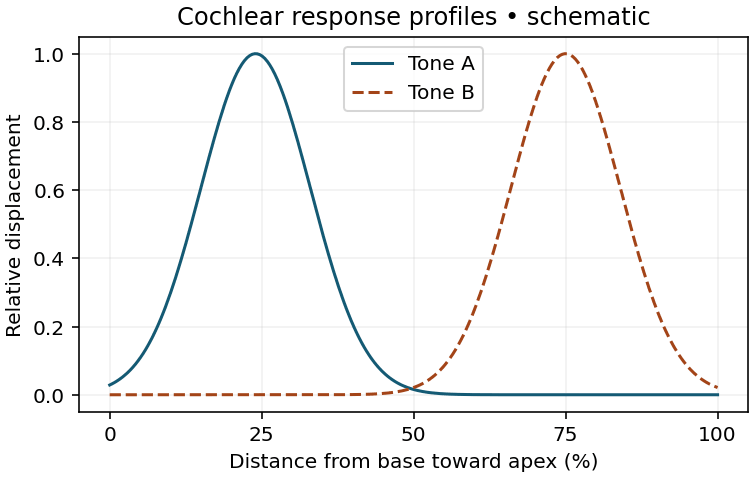 Cochlear response profiles • schematic
Tone A
Tone B
Relative displacement
1.0
0.8
0.6
0.4
0.2
0.0
0
25
50
75
100
Distance from base toward apex (%)